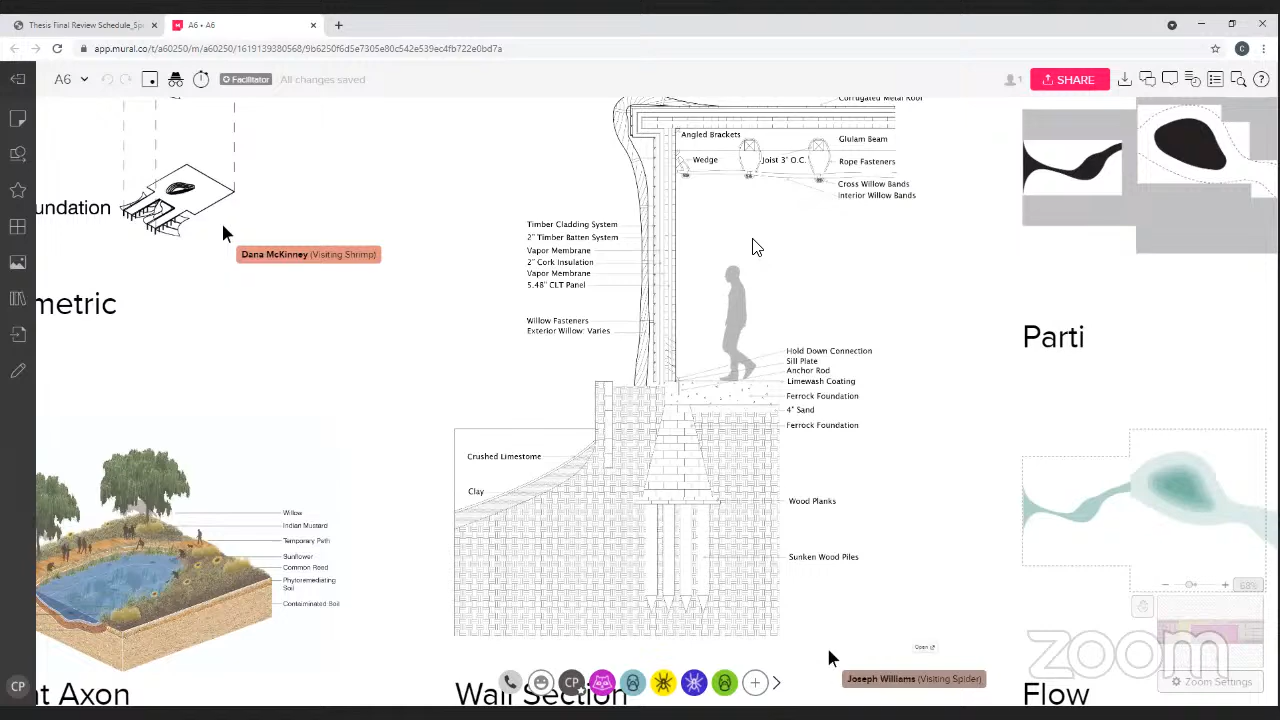 Thesis Final Review Schedule_Sp
A6 • A6
app.mural.co/t/a60250/m/a60250/1619139380568/9b6250f6d5e7305e80c542e539ec4fb722e0bd7a
C
A6
Facilitator
All changes saved
1
SHARE
Corrugated Metal Roof
Angled Brackets
Glulam Beam
Wedge
Joist 3' O.C.
Rope Fasteners
Cross Willow Bands
Interior Willow Bands
undation
Dana McKinney (Visiting Shrimp)
Timber Cladding System
2" Timber Batten System
Vapor Membrane
2" Cork Insulation
Vapor Membrane
5.48" CLT Panel
Willow Fasteners
Exterior Willow: Varies
metric
Parti
Hold Down Connection
Sill Plate
Anchor Rod
Limewash Coating
Ferrock Foundation
4" Sand
Ferrock Foundation
Crushed Limestome
Clay
Wood Planks
Sunken Wood Piles
Willow
Indian Mustard
Temporary Path
Sunflower
Common Reed
Phytoremediating
Soil
Contaminated Soil
68%
Open
zoom
Zoom Settings
Joseph Williams (Visiting Spider)
CP
CP
nt Axon
Wall Section
Flow